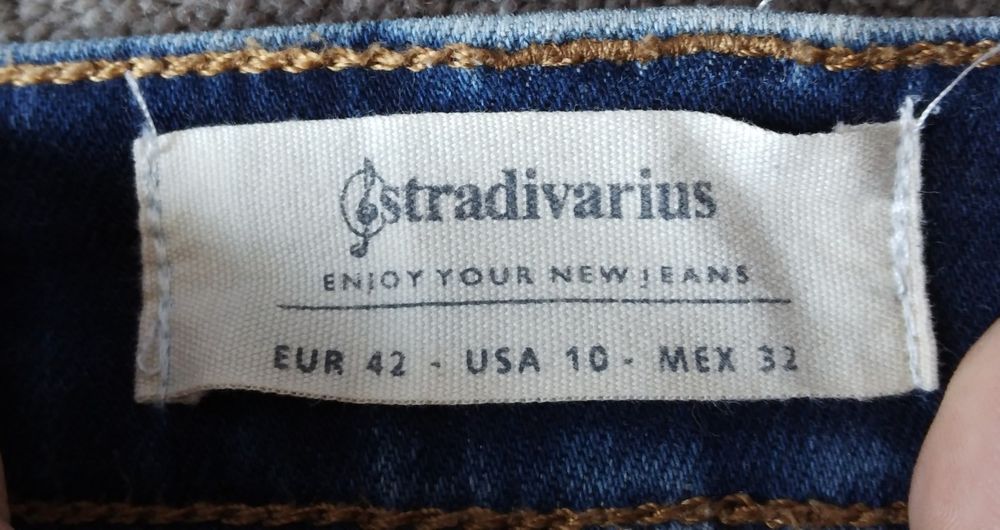 stradivarius
ENJOY YOUR NEW JEANS
EUR 42 - USA 10 - MEX 32